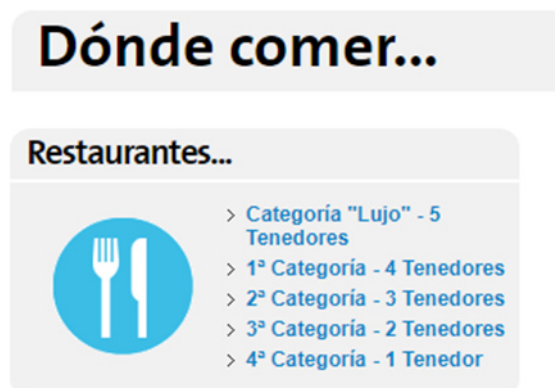 Dónde comer...
Restaurantes...
> Categoría "Lujo" - 5
Tenedores
> 1ª Categoría - 4 Tenedores
> 2ª Categoría - 3 Tenedores
> 3ª Categoría - 2 Tenedores
> 4ª Categoría - 1 Tenedor